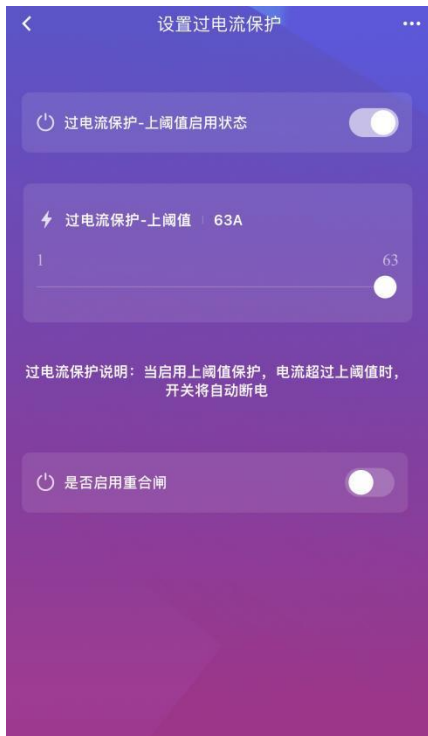 设置过电流保护
过电流保护-上阈值启用状态
过电流保护-上阈值 63A
1 63
过电流保护说明：当启用上阈值保护，电流超过上阈值时，
开关将自动断电
是否启用重合闸